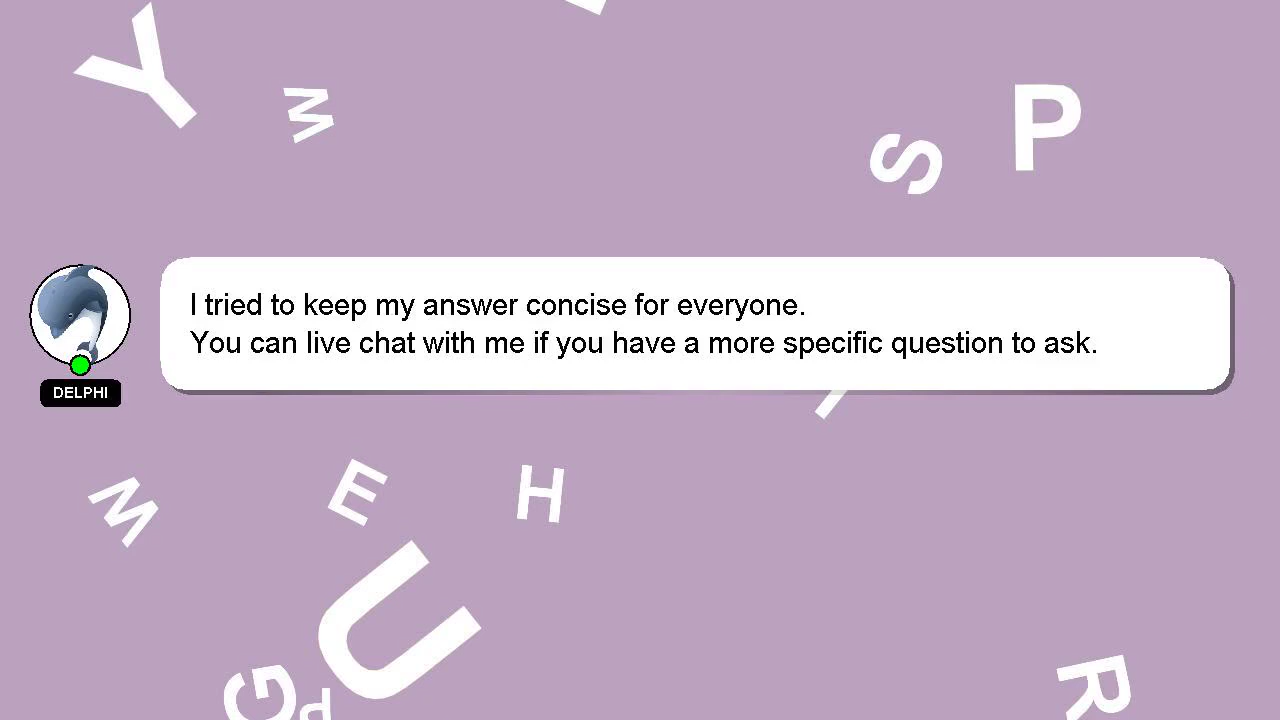 Y
W
S
P
I tried to keep my answer concise for everyone.
You can live chat with me if you have a more specific question to ask.
DELPHI
W
E
H
U
G
R